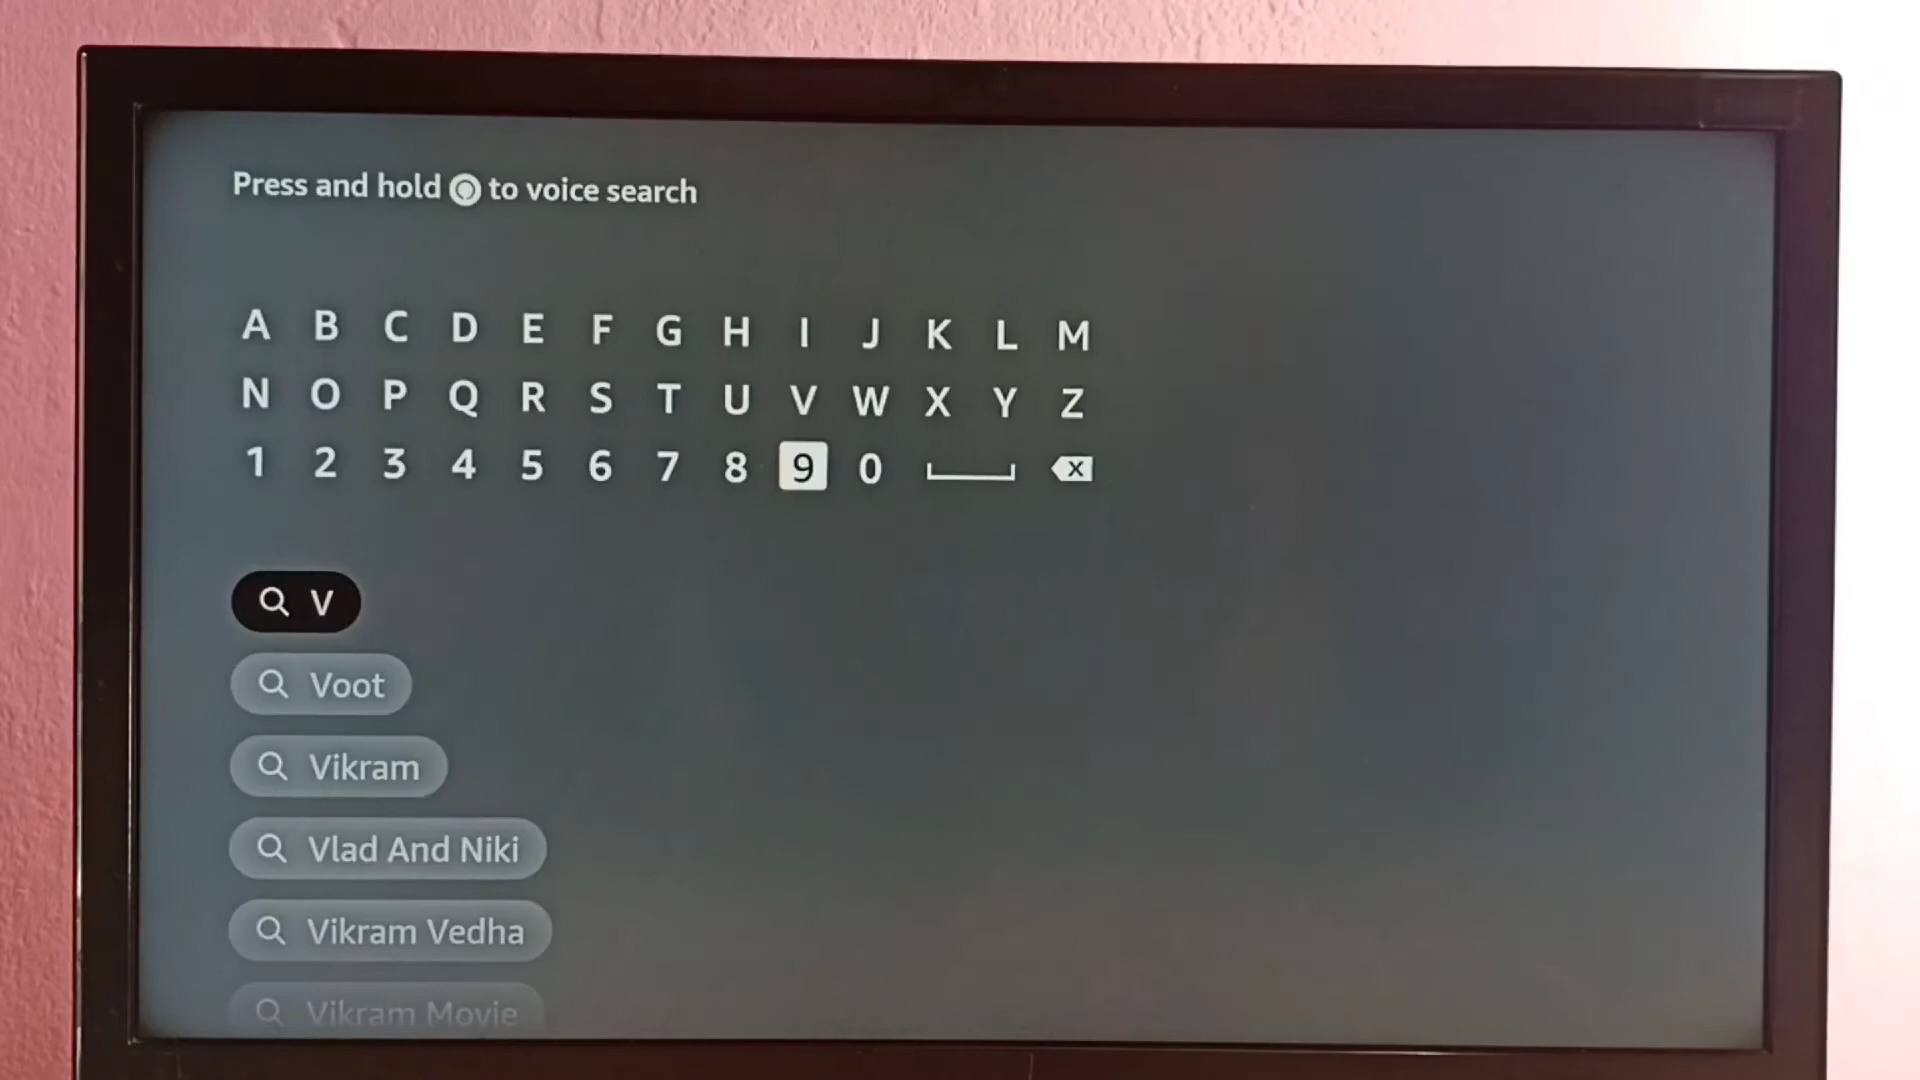 Press and hold to voice search
A B C D E F G H I J K L M
N O P Q R S T U V W X Y Z
1 2 3 4 5 6 7 8 9 0
V
Voot
Vikram
Vlad And Niki
Vikram Vedha
Vikram Movie